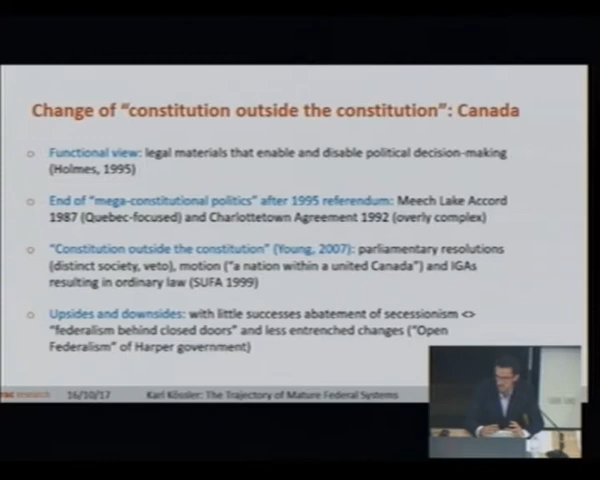 Change of "constitution outside the constitution": Canada
Functional view: legal materials that enable and disable political decision-making
(Holmes, 1995)
End of "mega-constitutional politics" after 1995 referendum: Meech Lake Accord
1987 (Quebec-focused) and Charlottetown Agreement 1992 (overly complex)
"Constitution outside the constitution" (Young, 2007): parliamentary resolutions
(distinct society, veto), motion ("a nation within a united Canada") and IGAs
resulting in ordinary law (SUFA 1999)
Upsides and downsides: with little successes abatement of secessionism <>
"federalism behind closed doors" and less entrenched changes ("Open
Federalism" of Harper government)
research 16/10/17 Karl Kössler: The Trajectory of Mature Federal Systems